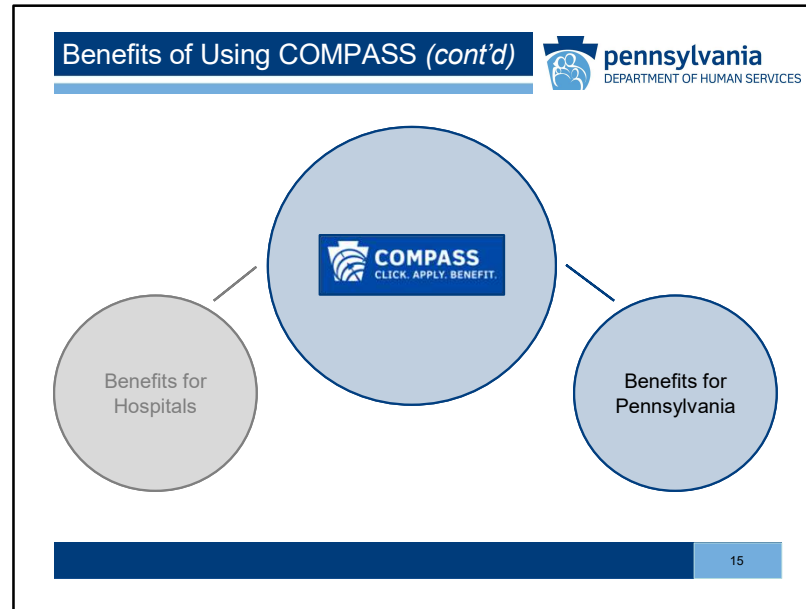 Benefits of Using COMPASS (cont’d)
pennsylvania
DEPARTMENT OF HUMAN SERVICES
COMPASS
CLICK. APPLY. BENEFIT.
Benefits for
Hospitals
Benefits for
Pennsylvania
15